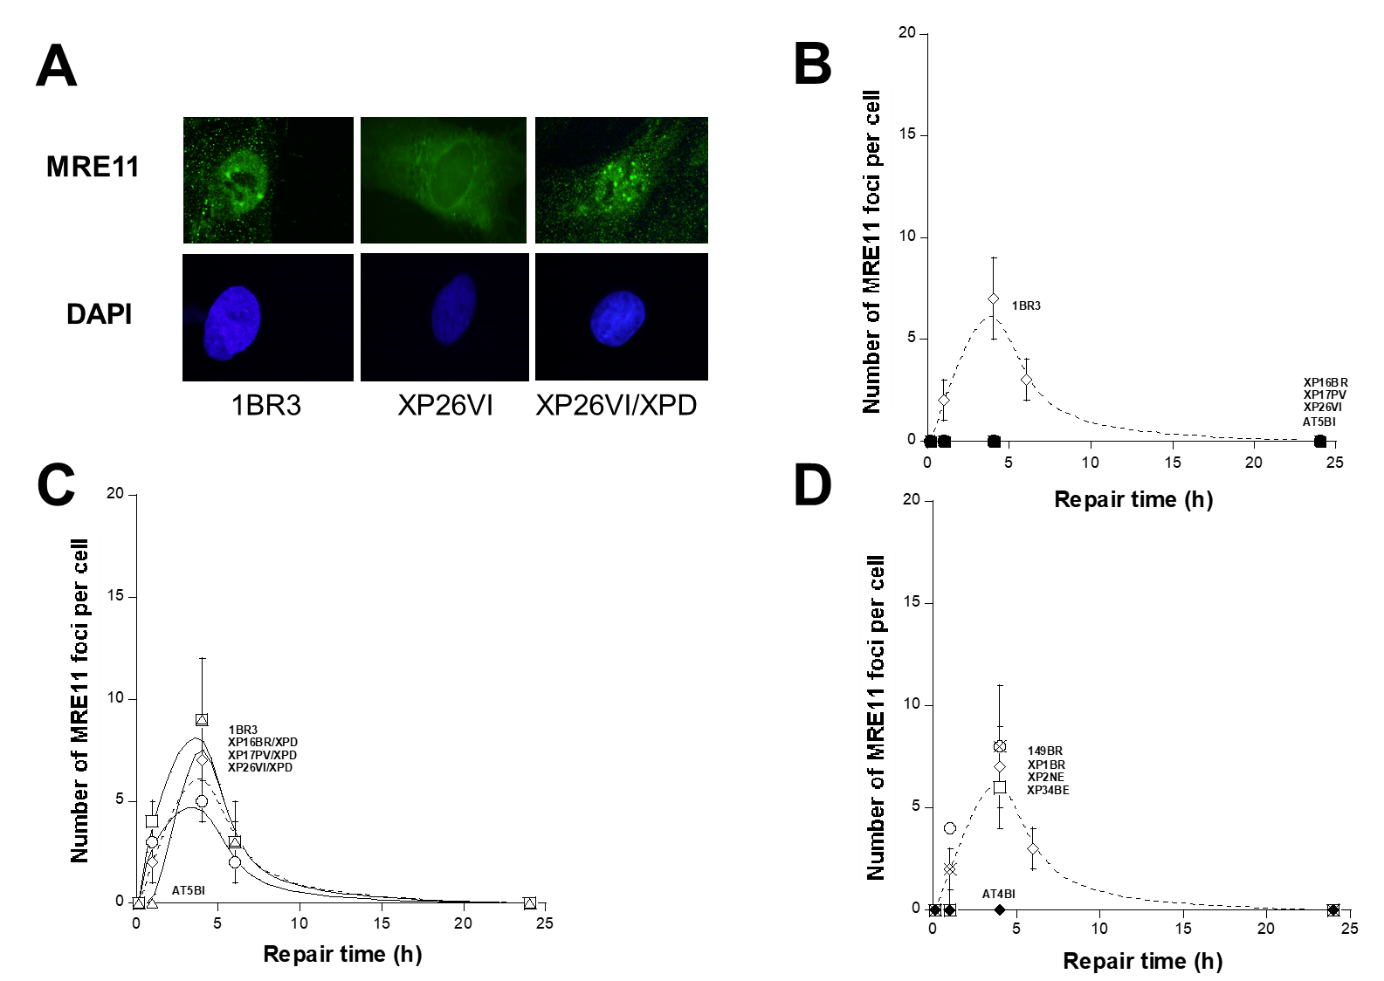 A
MRE11
DAPI
1BR3 XP26VI XP26VI/XPD
B
Number of MRE11 foci per cell
20
15
10
5
0
1BR3
XP16BR
XP17PV
XP26VI
AT5BI
0 5 10 15 20 25
Repair time (h)
C
Number of MRE11 foci per cell
20
15
10
5
0
1BR3
XP16BR/XPD
XP17PV/XPD
XP26VI/XPD
AT5BI
0 5 10 15 20 25
Repair time (h)
D
Number of MRE11 foci per cell
20
15
10
5
0
149BR
XP1BR
XP2NE
XP34BE
AT4BI
0 5 10 15 20 25
Repair time (h)